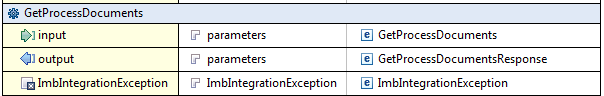 GetProcessDocuments
input parameters GetProcessDocuments
output parameters GetProcessDocumentsResponse
ImbIntegrationException ImbIntegrationException ImbIntegrationException